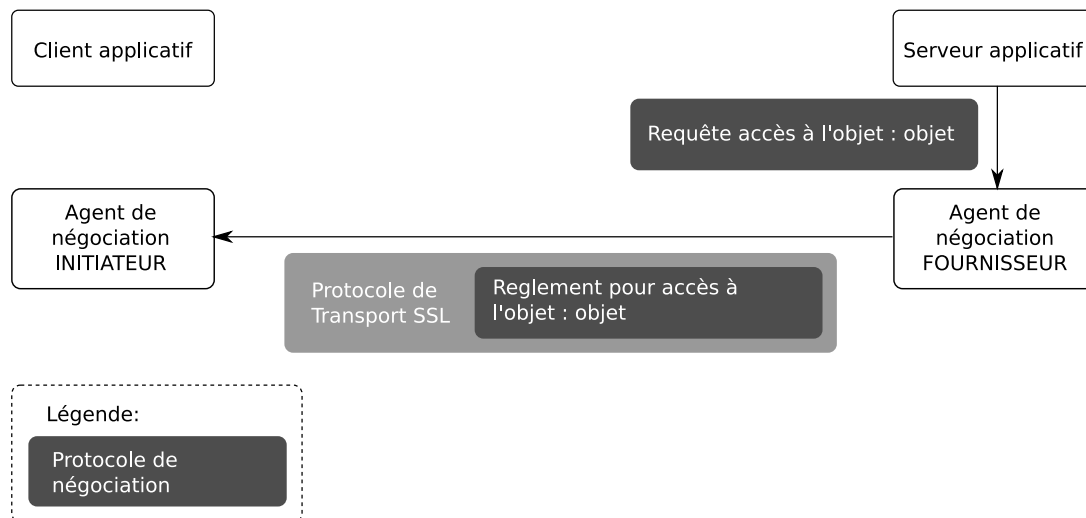 Client applicatif
Serveur applicatif
Requête accès à l'objet : objet
Agent de
négociation
INITIATEUR
Agent de
négociation
FOURNISSEUR
Protocole de
Transport SSL
Reglement pour accès à
l'objet : objet
Légende:
Protocole de
négociation